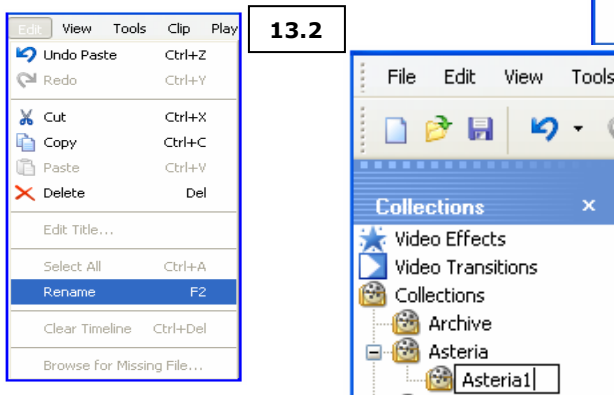 Edit View Tools Clip Play
Undo Paste Ctrl+Z
Redo Ctrl+Y
Cut Ctrl+X
Copy Ctrl+C
Paste Ctrl+V
Delete Del
Edit Title...
Select All Ctrl+A
Rename F2
Clear Timeline Ctrl+Del
Browse for Missing File...
13.2
File Edit View Tools
Collections x
Video Effects
Video Transitions
Collections
Archive
Asteria
Asteria1